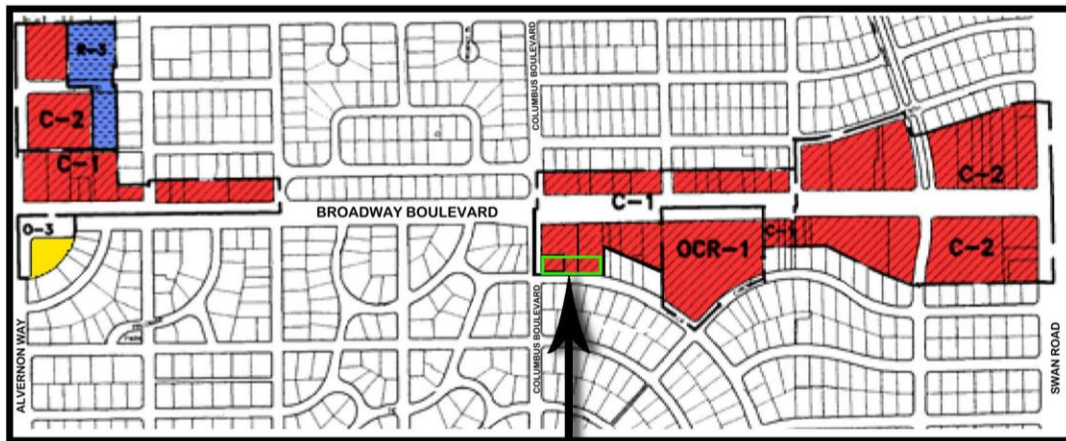 R-3
COLUMBUS BOULEVARD
C-2
C-1
C-2
C-1
BROADWAY BOULEVARD
O-3
C-1
OCR-1
C-2
ALVERNON WAY
COLUMBUS BOULEVARD
SWAN ROAD